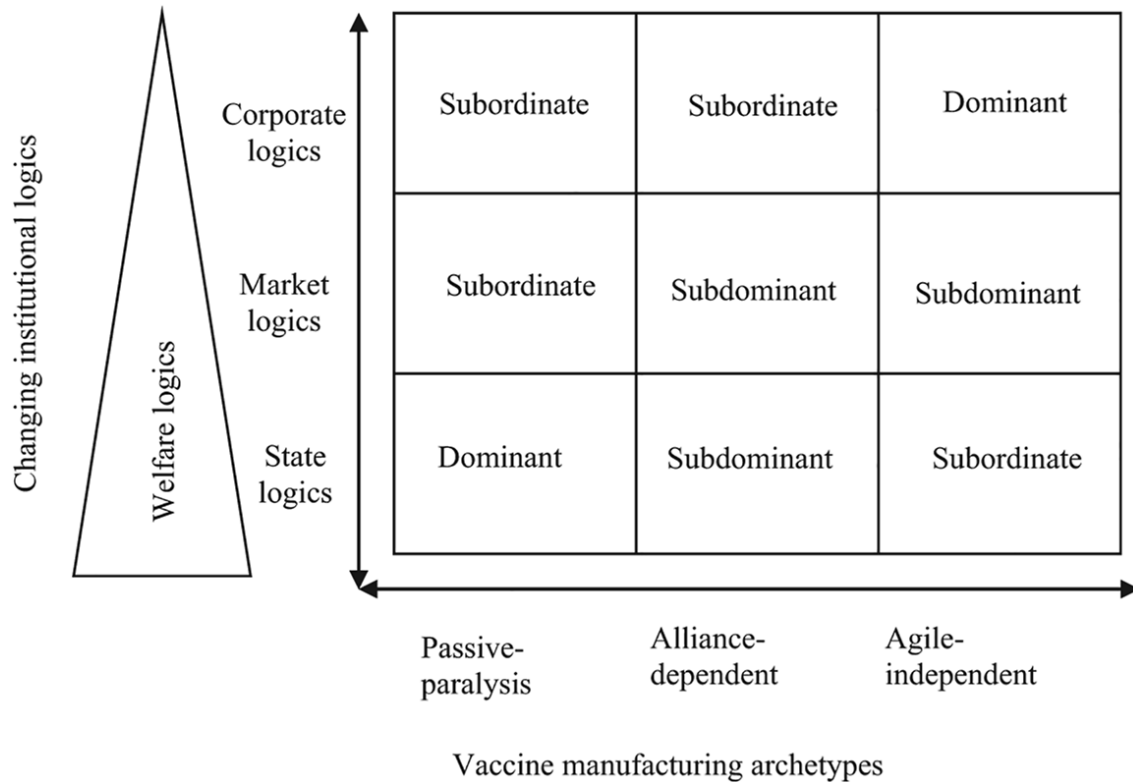 Changing institutional logics
Welfare logics
Corporate
logics
Subordinate
Subordinate
Dominant
Market
logics
Subordinate
Subdominant
Subdominant
State
logics
Dominant
Subdominant
Subordinate
Passive-
paralysis
Alliance-
dependent
Agile-
independent
Vaccine manufacturing archetypes